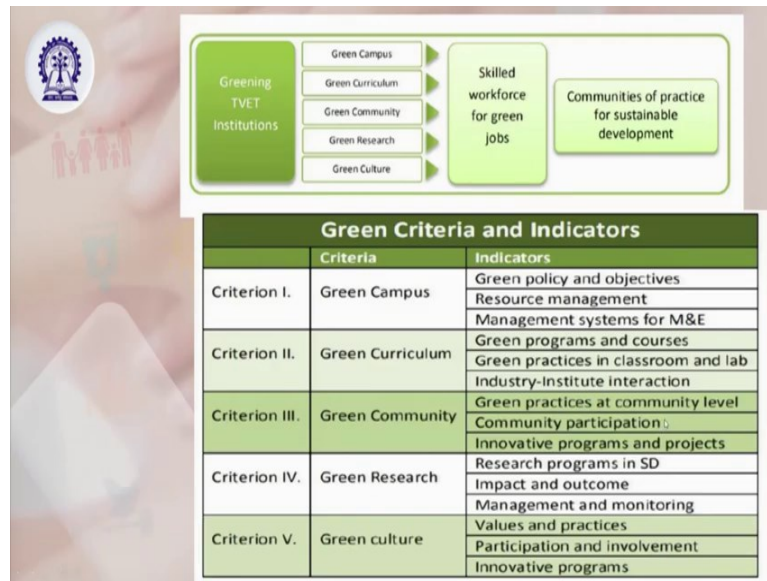 Greening
TVET
Institutions
Green Campus
Green Curriculum
Green Community
Green Research
Green Culture
Skilled
workforce
for green
jobs
Communities of practice
for sustainable
development
Green Criteria and Indicators
Criteria Indicators
Criterion I. Green Campus
Green policy and objectives
Resource management
Management systems for M&E
Criterion II. Green Curriculum
Green programs and courses
Green practices in classroom and lab
Industry-Institute interaction
Criterion III. Green Community
Green practices at community level
Community participation
Innovative programs and projects
Criterion IV. Green Research
Research programs in SD
Impact and outcome
Management and monitoring
Criterion V. Green culture
Values and practices
Participation and involvement
Innovative programs